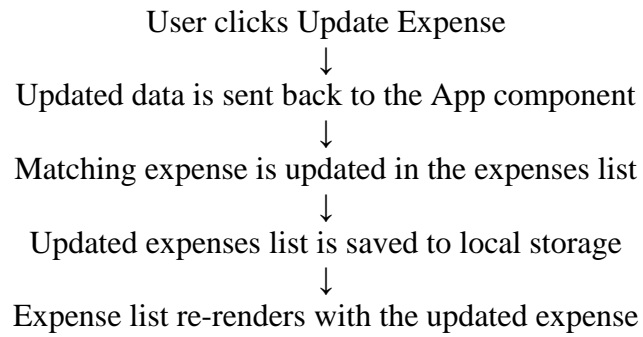 User clicks Update Expense
↓
Updated data is sent back to the App component
↓
Matching expense is updated in the expenses list
↓
Updated expenses list is saved to local storage
↓
Expense list re-renders with the updated expense